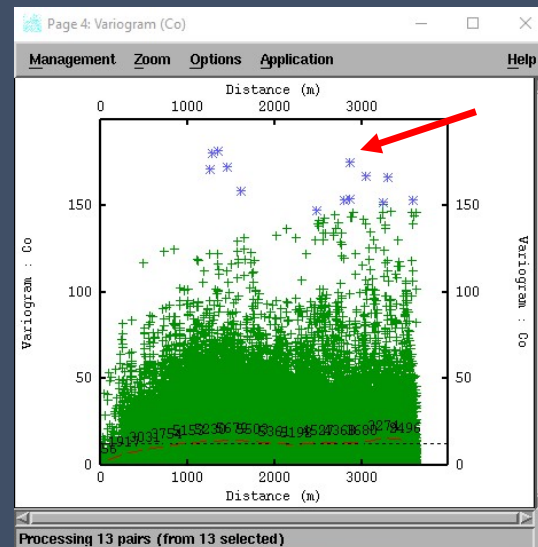 Page 4: Variogram (Co)
Management Zoom Options Application Help
Distance (m)
0 1000 2000 3000
150 150
100 100
50 50
0 0
Variogram : Co
Variogram : Co
0 1000 2000 3000
Distance (m)
Processing 13 pairs (from 13 selected)